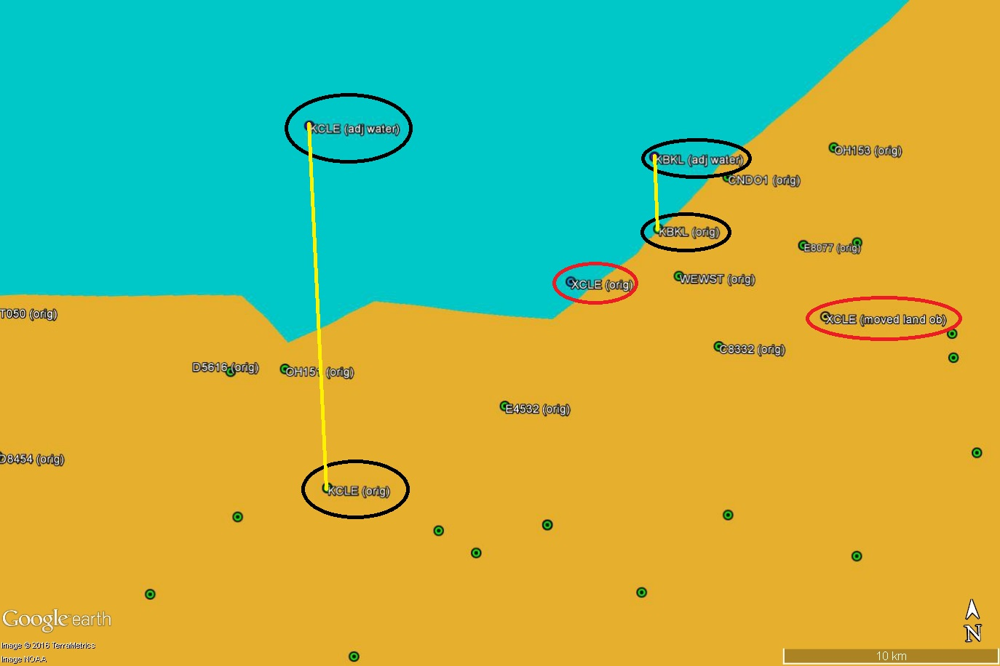 KCLE (adj water)
OH153 (orig)
KBKL (adj water)
CNDO1 (orig)
KBKL (orig)
E8077 (orig)
WEWST (orig)
XCLE (orig)
T050 (orig)
XCLE (moved land ob)
C8332 (orig)
D5616 (orig)
OH151 (orig)
E4532 (orig)
D8454 (orig)
KCLE (orig)
Google earth
N
Image © 2016 TerraMetrics
10 km
Image NOAA